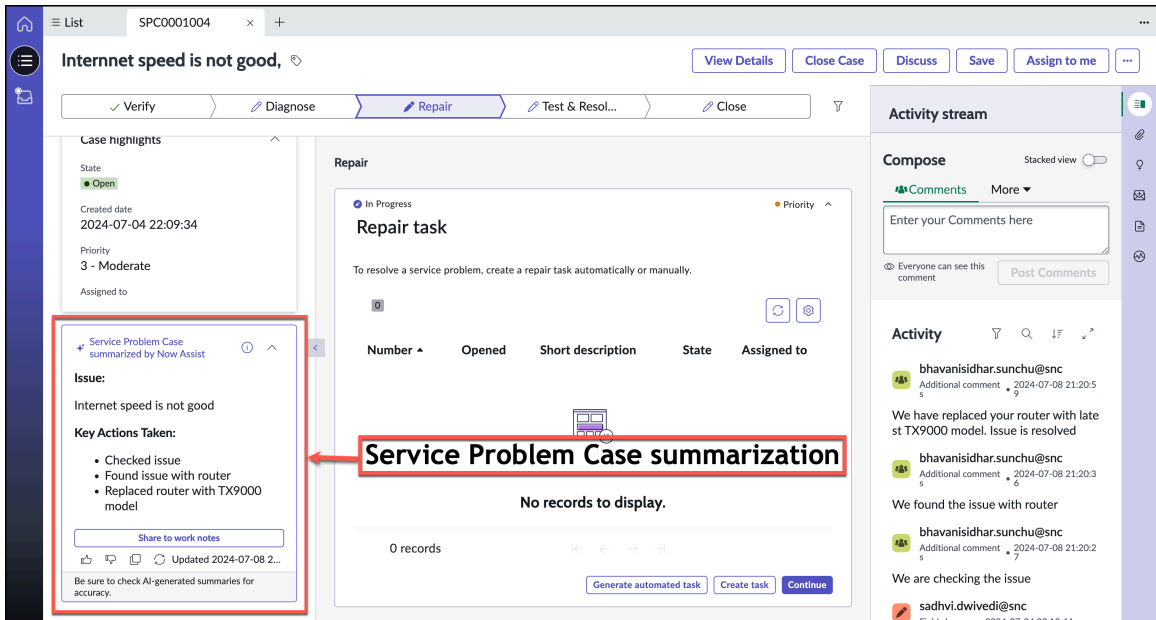 List
SPC0001004
Internnet speed is not good,
View Details
Close Case
Discuss
Save
Assign to me
Verify
Diagnose
Repair
Test & Resol...
Close
Case highlights
State
Open
Created date
2024-07-04 22:09:34
Priority
3 - Moderate
Assigned to
Service Problem Case
summarized by Now Assist
Issue:
Internet speed is not good
Key Actions Taken:
• Checked issue
• Found issue with router
• Replaced router with TX9000
model
Share to work notes
Updated 2024-07-08 2...
Be sure to check AI-generated summaries for
accuracy.
Repair
In Progress
Priority
Repair task
To resolve a service problem, create a repair task automatically or manually.
0
Number
Opened
Short description
State
Assigned to
Service Problem Case summarization
No records to display.
0 records
Generate automated task
Create task
Continue
Activity stream
Compose
Stacked view
Comments
More
Enter your Comments here
Everyone can see this
comment
Post Comments
Activity
bhavanisidhar.sunchu@snc
Additional comment • 2024-07-08 21:20:5
s 9
We have replaced your router with late
st TX9000 model. Issue is resolved
bhavanisidhar.sunchu@snc
Additional comment • 2024-07-08 21:20:3
s 6
We found the issue with router
bhavanisidhar.sunchu@snc
Additional comment • 2024-07-08 21:20:2
s 7
We are checking the issue
sadhvi.dwivedi@snc